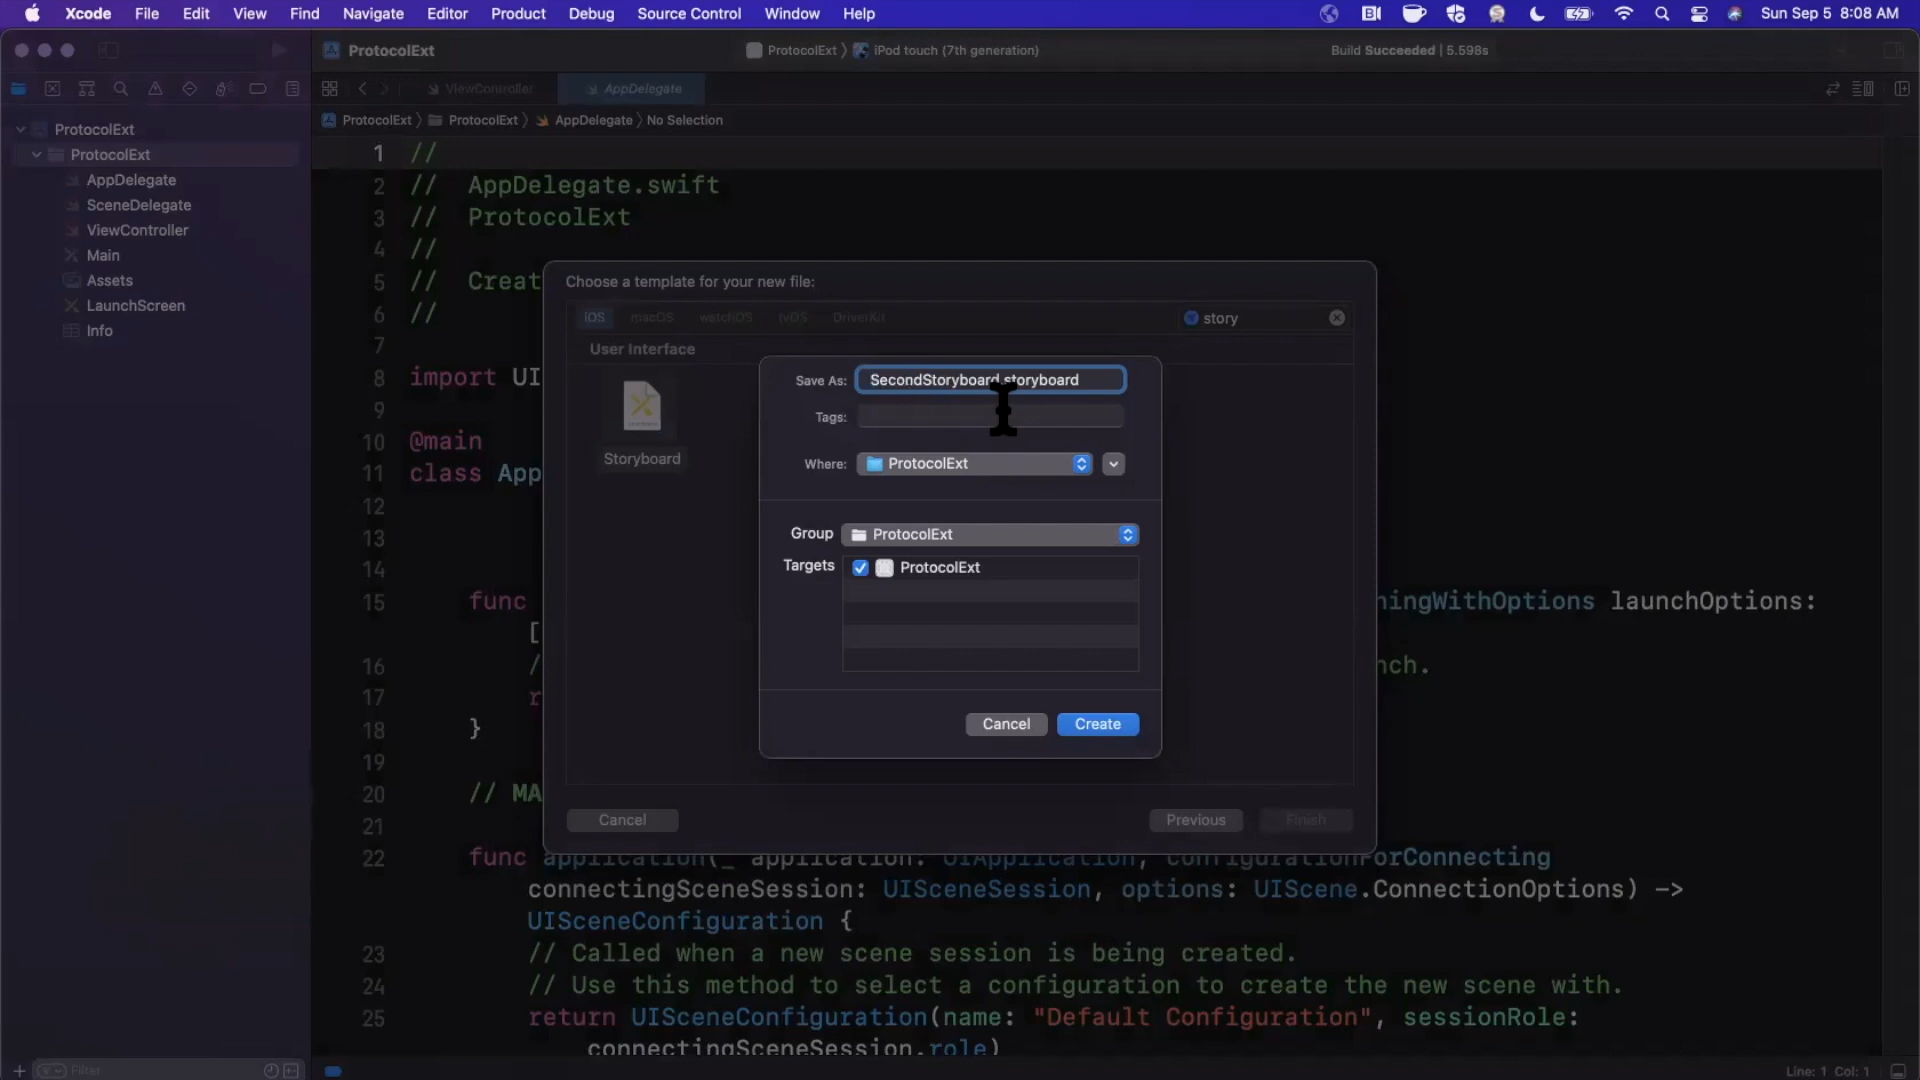 Xcode File Edit View Find Navigate Editor Product Debug Source Control Window Help Sun Sep 5 8:08 AM
ProtocolExt ProtocolExt iPod touch (7th generation) Build Succeeded | 5.598s
ViewController AppDelegate
ProtocolExt ProtocolExt AppDelegate No Selection
ProtocolExt
ProtocolExt
AppDelegate
SceneDelegate
ViewController
Main
Assets
LaunchScreen
Info
1 //
2 // AppDelegate.swift
3 // ProtocolExt
4 //
5 // Creat
6 //
7
8 import UI
9
10 @main
11 class App
12
13
14
15 func ningWithOptions launchOptions:
[
16 / nch.
17 r
18 }
19
20 // MA
21
22 func application(_ application: UIApplication, configurationForConnecting
connectingSceneSession: UISceneSession, options: UIScene.ConnectionOptions) ->
UISceneConfiguration {
23 // Called when a new scene session is being created.
24 // Use this method to select a configuration to create the new scene with.
25 return UISceneConfiguration(name: "Default Configuration", sessionRole:
connectingSceneSession.role)
Choose a template for your new file:
iOS macOS watchOS tvOS DriverKit story
User Interface
Storyboard
Save As: SecondStoryboard.storyboard
Tags:
Where: ProtocolExt
Group ProtocolExt
Targets ProtocolExt
Cancel Create
Cancel Previous Finish
Filter
Line: 1 Col: 1